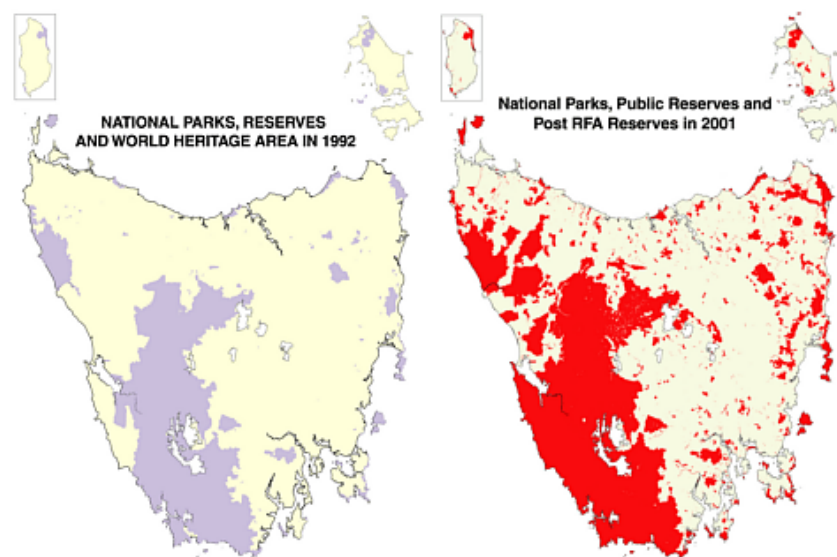 NATIONAL PARKS, RESERVES
AND WORLD HERITAGE AREA IN 1992
National Parks, Public Reserves and
Post RFA Reserves in 2001